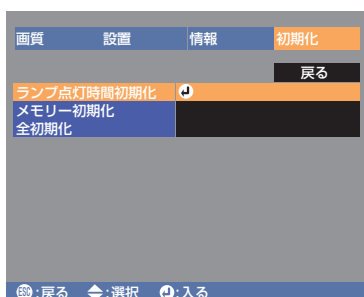 画質 設置 情報 初期化
戻る
ランプ点灯時間初期化
メモリー初期化
全初期化
ESC :戻る :選択 :入る